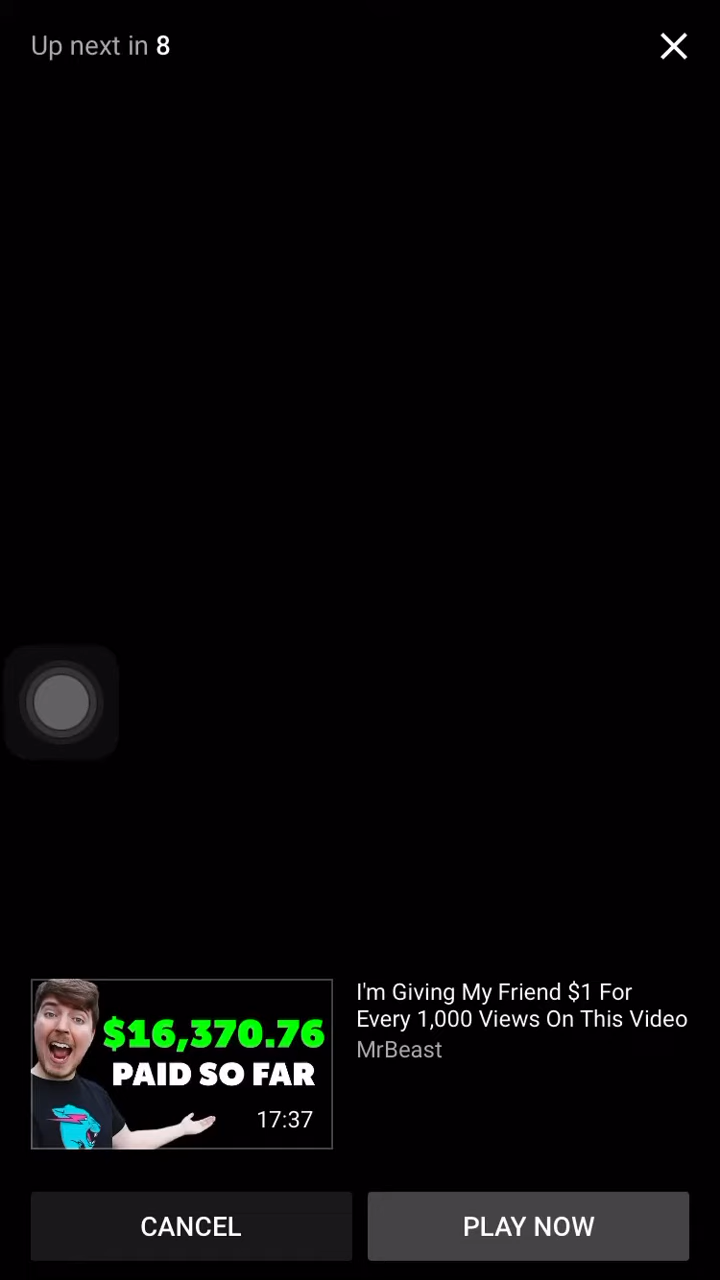 Up next in 8
$16,370.76
PAID SO FAR
17:37
I'm Giving My Friend $1 For
Every 1,000 Views On This Video
MrBeast
CANCEL
PLAY NOW